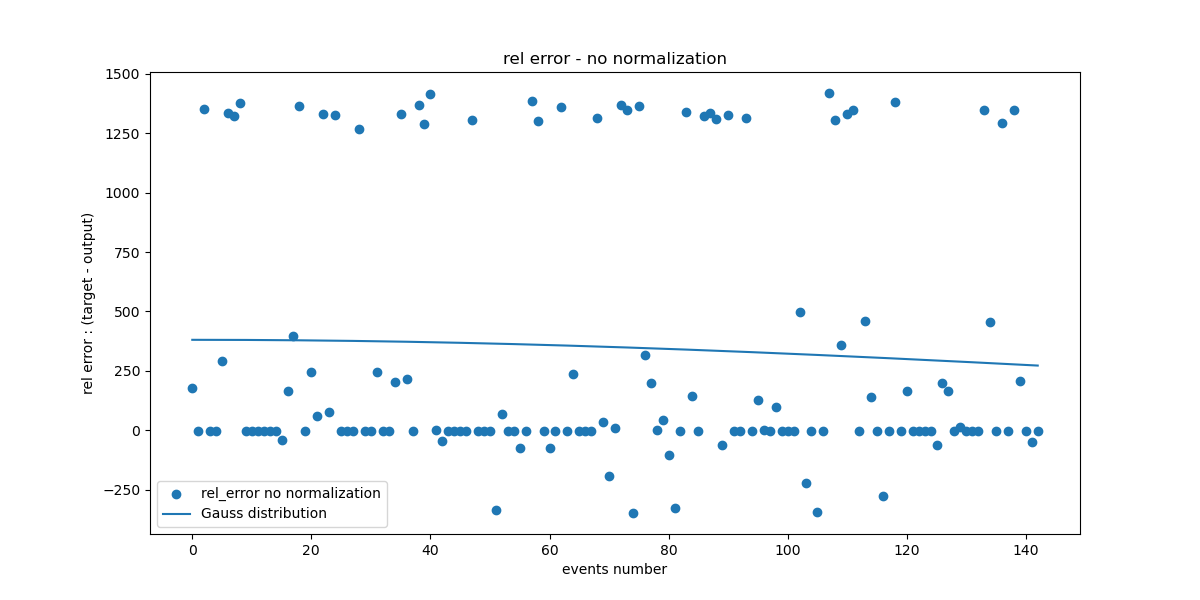 rel error - no normalization
1500
1250
1000
750
500
250
0
−250
rel error : (target - output)
rel_error no normalization
Gauss distribution
0 20 40 60 80 100 120 140
events number